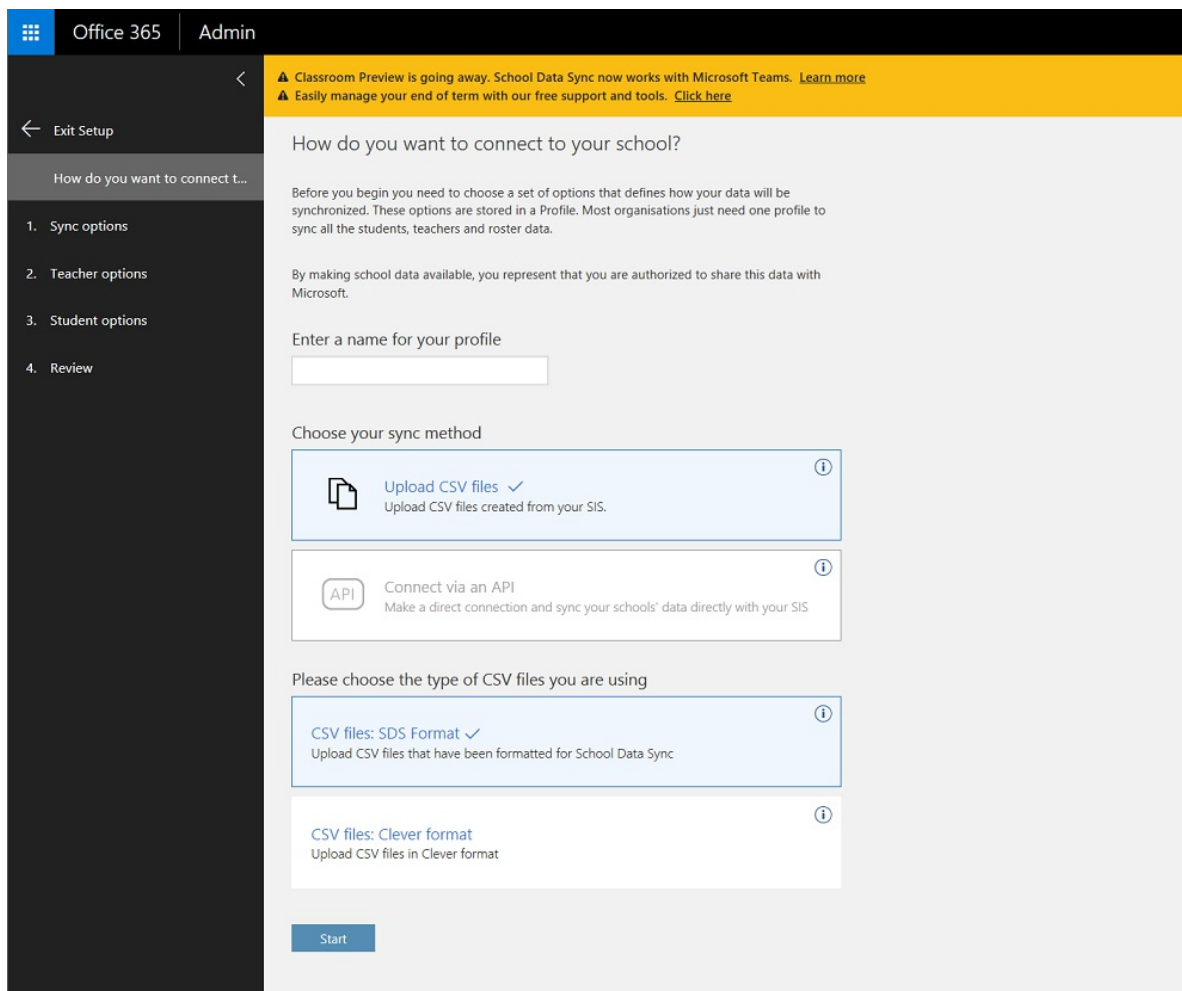 Office 365
Admin
Classroom Preview is going away. School Data Sync now works with Microsoft Teams. Learn more
Easily manage your end of term with our free support and tools. Click here
Exit Setup
How do you want to connect t...
1. Sync options
2. Teacher options
3. Student options
4. Review
How do you want to connect to your school?
Before you begin you need to choose a set of options that defines how your data will be
synchronized. These options are stored in a Profile. Most organisations just need one profile to
sync all the students, teachers and roster data.
By making school data available, you represent that you are authorized to share this data with
Microsoft.
Enter a name for your profile
Choose your sync method
Upload CSV files
Upload CSV files created from your SIS.
API
Connect via an API
Make a direct connection and sync your schools' data directly with your SIS
Please choose the type of CSV files you are using
CSV files: SDS Format
Upload CSV files that have been formatted for School Data Sync
CSV files: Clever format
Upload CSV files in Clever format
Start